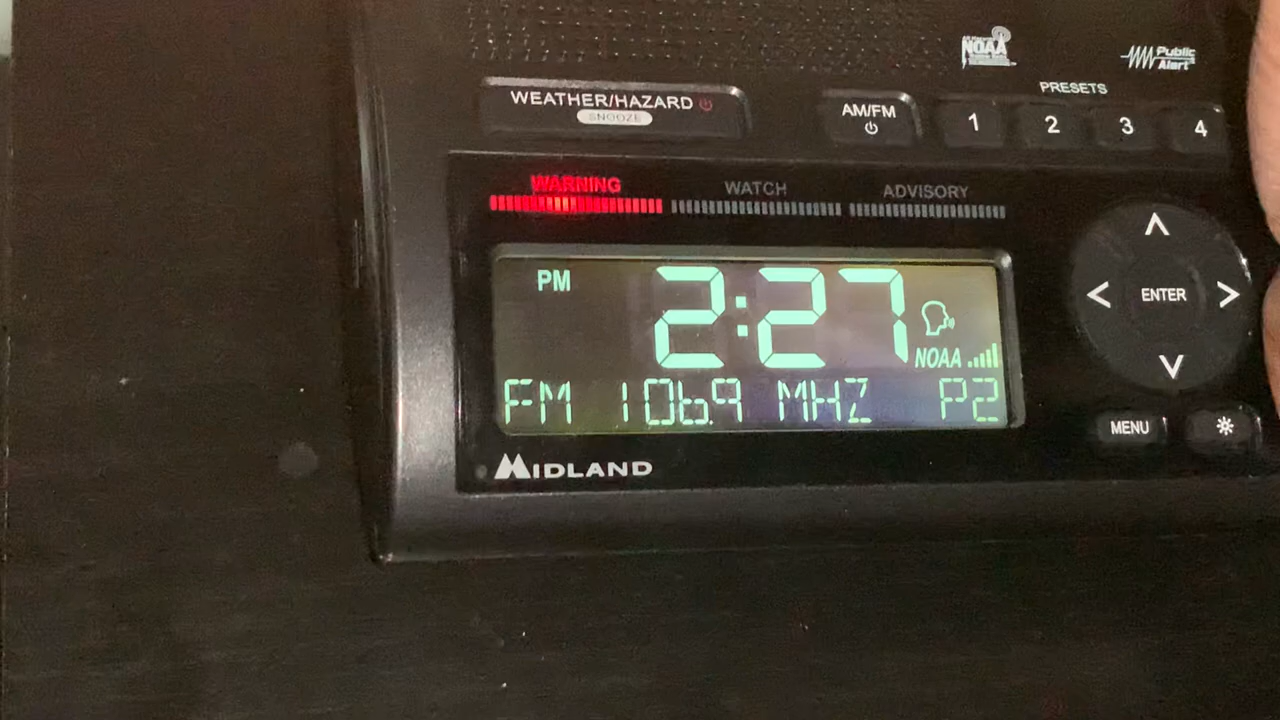 NOAA
Public
Alert
PRESETS
WEATHER/HAZARD
SNOOZE
AM/FM
1
2
3
4
WARNING
WATCH
ADVISORY
PM
2:27
NOAA
FM 106.9 MHZ P2
ENTER
MENU
MIDLAND